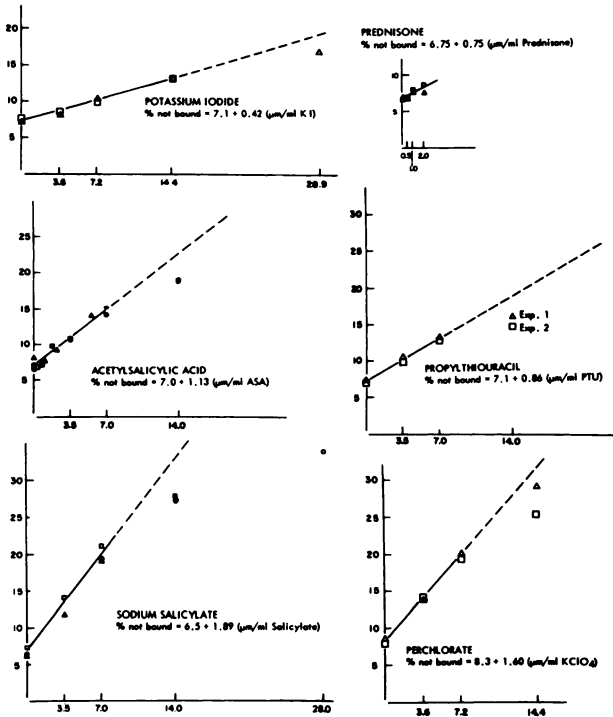 20
15
10
5
POTASSIUM IODIDE
% not bound = 7.1 + 0.42 (µm/ml KI)
3.6 7.2 14.4 28.9
PREDNISONE
% not bound = 6.75 + 0.75 (µm/ml Prednisone)
10
5
0.5 2.0
1.0
25
20
15
10
5
ACETYLSALICYLIC ACID
% not bound = 7.0 + 1.13 (µm/ml ASA)
3.5 7.0 14.0
30
25
20
15
10
5
△ Exp. 1
□ Exp. 2
PROPYLTHIOURACIL
% not bound = 7.1 + 0.86 (µm/ml PTU)
3.5 7.0 14.0
30
25
20
15
10
5
SODIUM SALICYLATE
% not bound = 6.5 + 1.89 (µm/ml Salicylate)
3.5 7.0 14.0 28.0
30
25
20
15
10
5
PERCHLORATE
% not bound = 8.3 + 1.60 (µm/ml KClO₄)
3.6 7.2 14.4